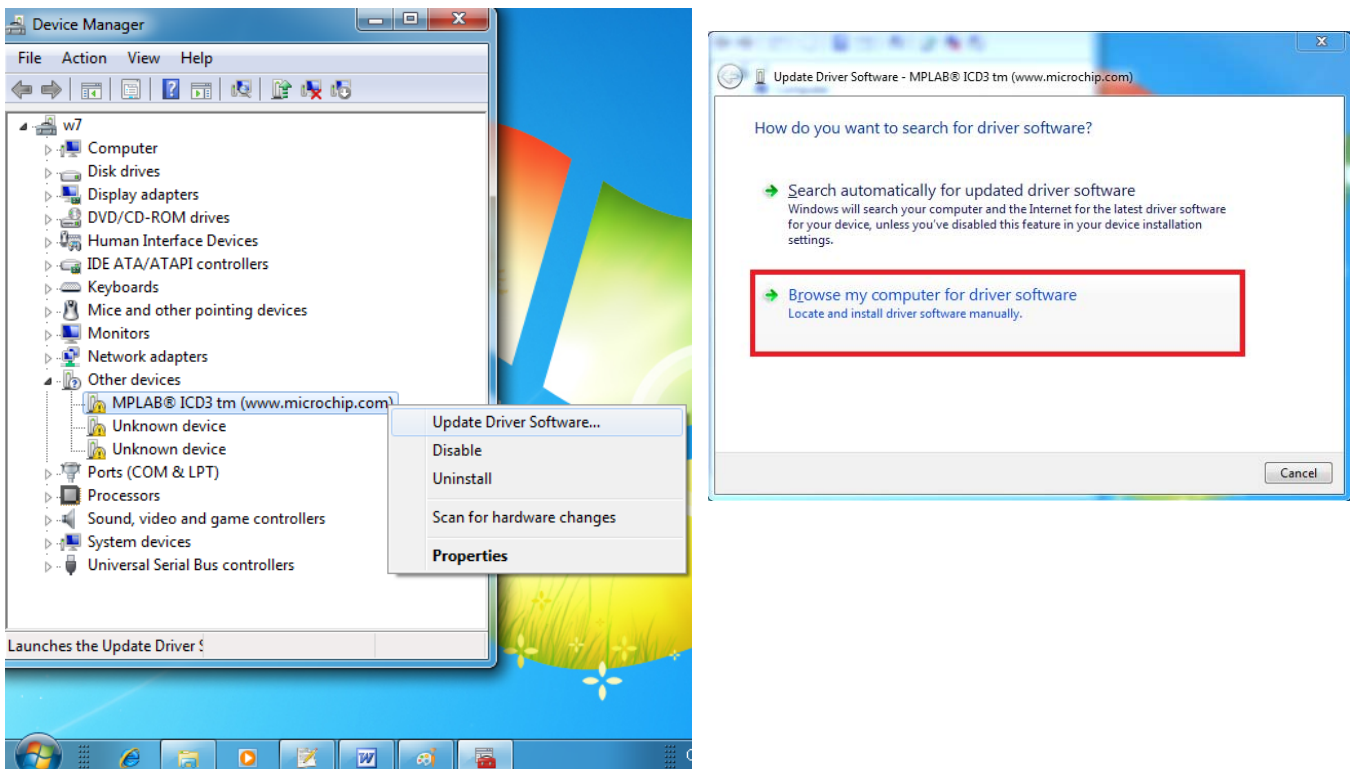 Device Manager
File Action View Help
w7
Computer
Disk drives
Display adapters
DVD/CD-ROM drives
Human Interface Devices
IDE ATA/ATAPI controllers
Keyboards
Mice and other pointing devices
Monitors
Network adapters
Other devices
MPLAB® ICD3 tm (www.microchip.com)
Unknown device
Unknown device
Ports (COM & LPT)
Processors
Sound, video and game controllers
System devices
Universal Serial Bus controllers
Launches the Update Driver
Update Driver Software...
Disable
Uninstall
Scan for hardware changes
Properties
Update Driver Software - MPLAB® ICD3 tm (www.microchip.com)
How do you want to search for driver software?
Search automatically for updated driver software
Windows will search your computer and the Internet for the latest driver software
for your device, unless you've disabled this feature in your device installation
settings.
Browse my computer for driver software
Locate and install driver software manually.
Cancel